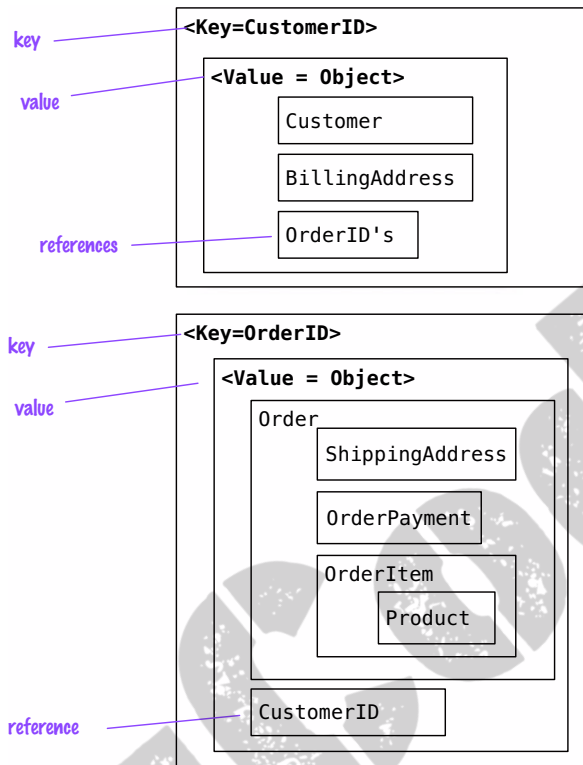 key
<Key=CustomerID>
value
<Value = Object>
Customer
BillingAddress
references
OrderID's
key
<Key=OrderID>
value
<Value = Object>
Order
ShippingAddress
OrderPayment
OrderItem
Product
reference
CustomerID